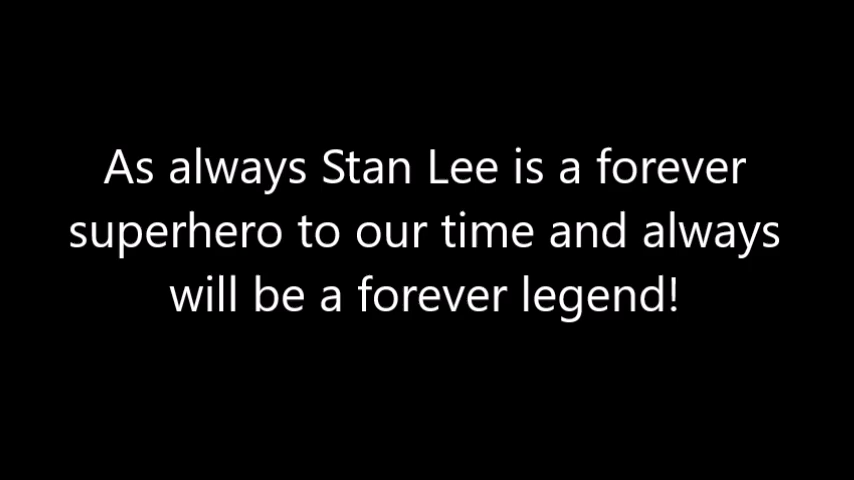 As always Stan Lee is a forever
superhero to our time and always
will be a forever legend!